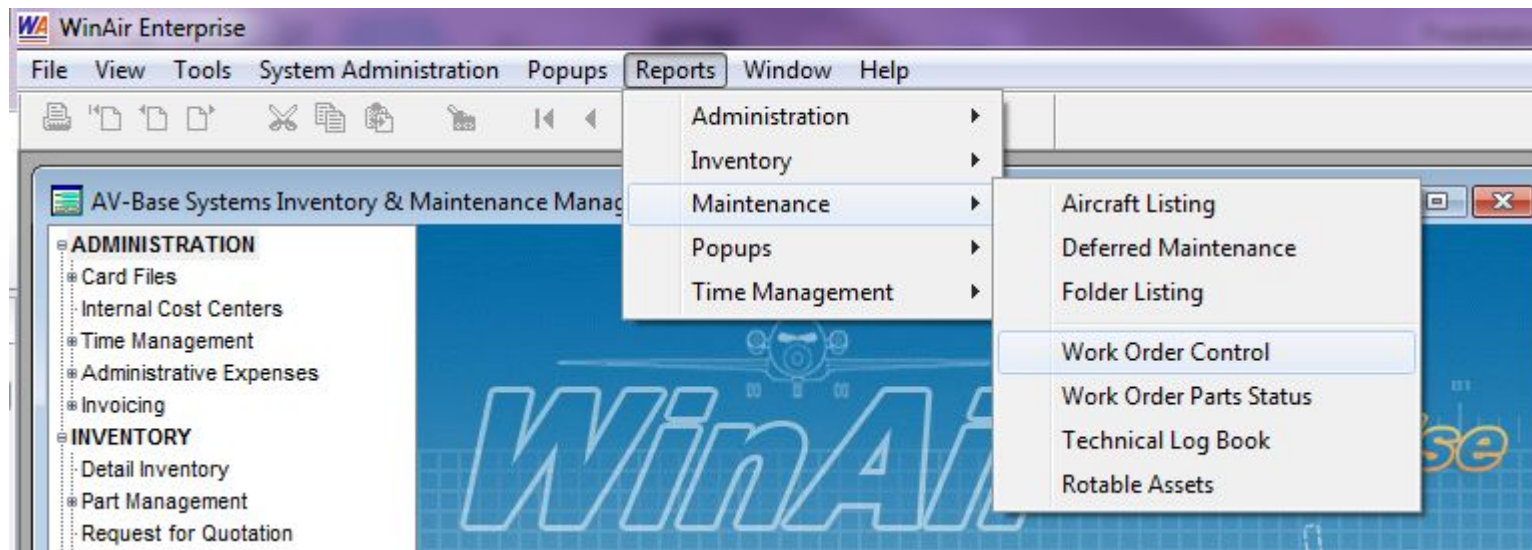 WA WinAir Enterprise
File View Tools System Administration Popups Reports Window Help
Administration
Inventory
Maintenance
Popups
Time Management
Aircraft Listing
Deferred Maintenance
Folder Listing
Work Order Control
Work Order Parts Status
Technical Log Book
Rotable Assets
AV-Base Systems Inventory & Maintenance Manag
ADMINISTRATION
Card Files
Internal Cost Centers
Time Management
Administrative Expenses
Invoicing
INVENTORY
Detail Inventory
Part Management
Request for Quotation
WinAir